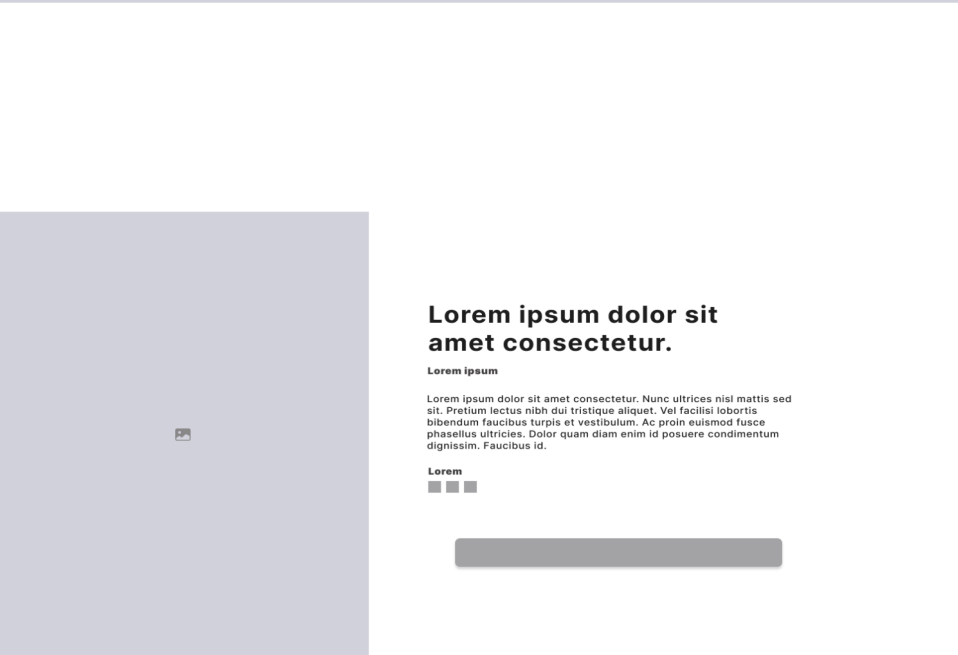 Lorem ipsum dolor sit
amet consectetur.
Lorem ipsum
Lorem ipsum dolor sit amet consectetur. Nunc ultrices nisl mattis sed
sit. Pretium lectus nibh dui tristique aliquet. Vel facilisi lobortis
bibendum faucibus turpis et vestibulum. Ac proin euismod fusce
phasellus ultricies. Dolor quam diam enim id posuere condimentum
dignissim. Faucibus id.
Lorem